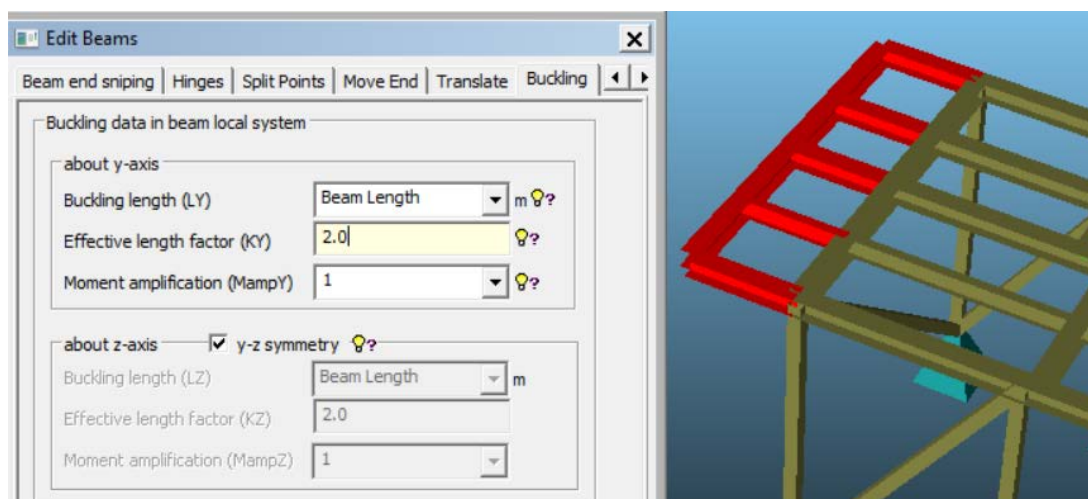 Edit Beams
Beam end sniping Hinges Split Points Move End Translate Buckling
Buckling data in beam local system
about y-axis
Buckling length (LY) Beam Length m ?
Effective length factor (KY) 2.0 ?
Moment amplification (MampY) 1 ?
about z-axis y-z symmetry ?
Buckling length (LZ) Beam Length m
Effective length factor (KZ) 2.0
Moment amplification (MampZ) 1